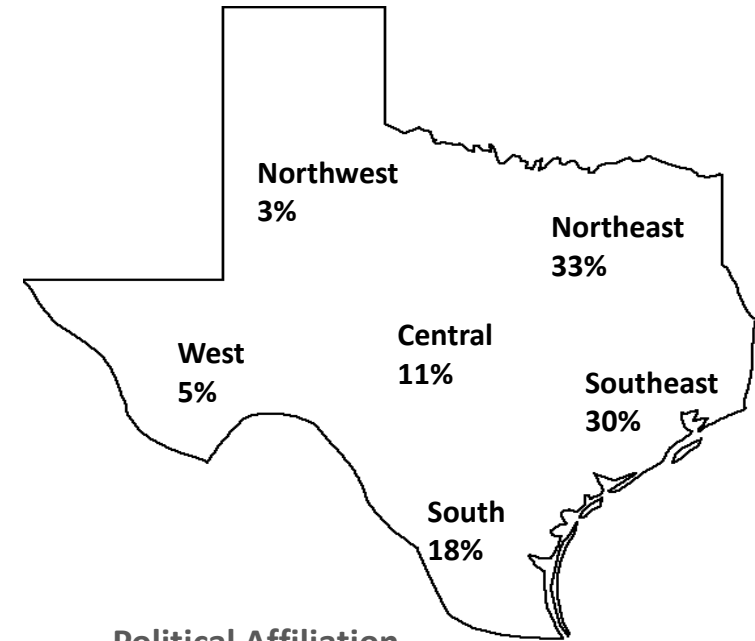 Northwest
3%
Northeast
33%
Central
11%
West
5%
Southeast
30%
South
18%
Political Affiliation